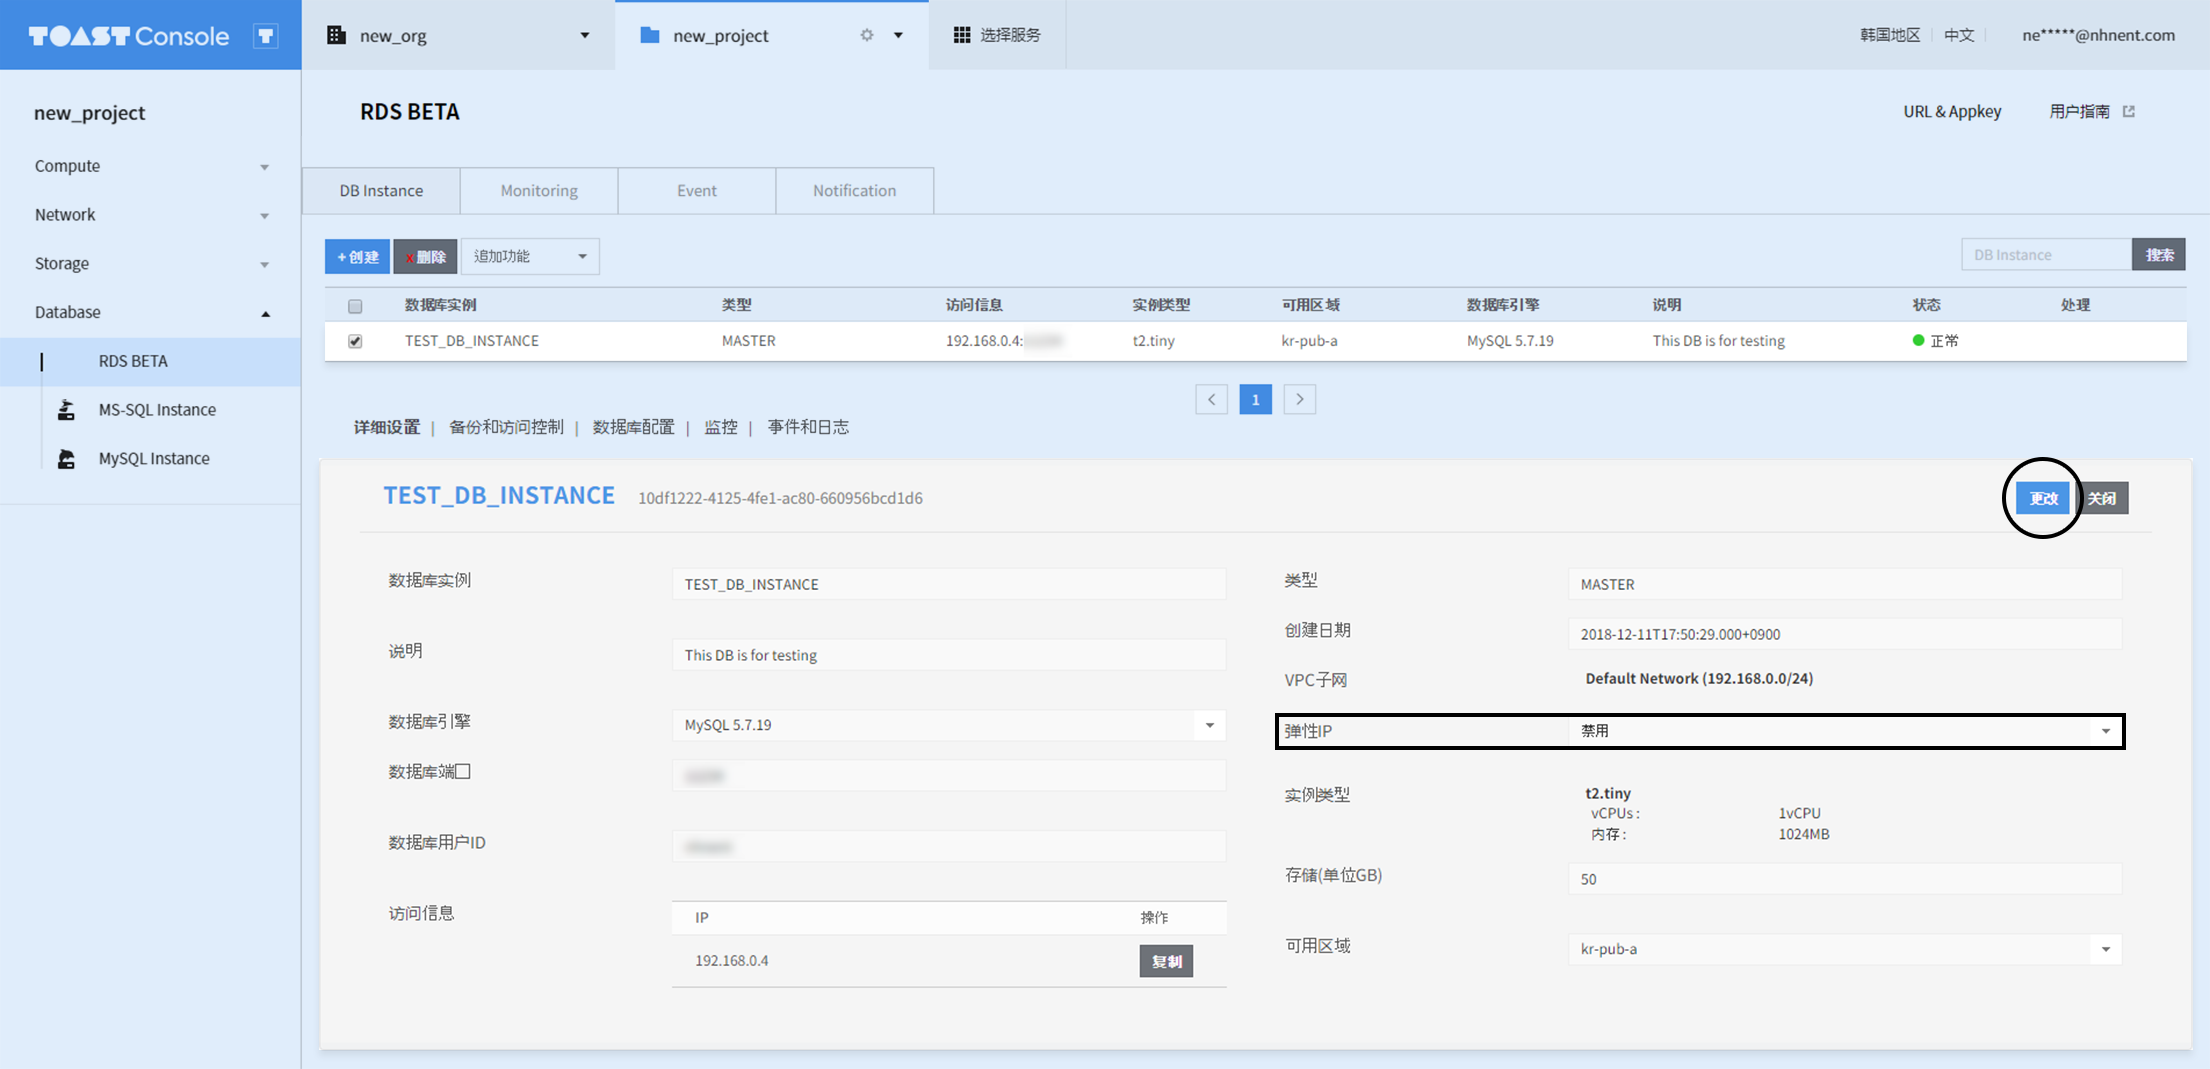 TOAST Console T
new_org
new_project
选择服务
韩国地区 中文 ne*****@nhnent.com
new_project
Compute
Network
Storage
Database
RDS BETA
MS-SQL Instance
MySQL Instance
RDS BETA
URL & Appkey 用户指南
DB Instance Monitoring Event Notification
+创建 x删除 追加功能
DB Instance 搜索
数据库实例 类型 访问信息 实例类型 可用区域 数据库引擎 说明 状态 处理
TEST_DB_INSTANCE MASTER 192.168.0.4: t2.tiny kr-pub-a MySQL 5.7.19 This DB is for testing 正常
< 1 >
详细设置 | 备份和访问控制 | 数据库配置 | 监控 | 事件和日志
TEST_DB_INSTANCE 10df1222-4125-4fe1-ac80-660956bcd1d6
更改 关闭
数据库实例 TEST_DB_INSTANCE
说明 This DB is for testing
数据库引擎 MySQL 5.7.19
数据库端口
数据库用户ID
访问信息
IP 操作
192.168.0.4 复制
类型 MASTER
创建日期 2018-12-11T17:50:29.000+0900
VPC子网 Default Network (192.168.0.0/24)
弹性IP 禁用
实例类型 t2.tiny
vCPUs : 1vCPU
内存 : 1024MB
存储(单位GB) 50
可用区域 kr-pub-a